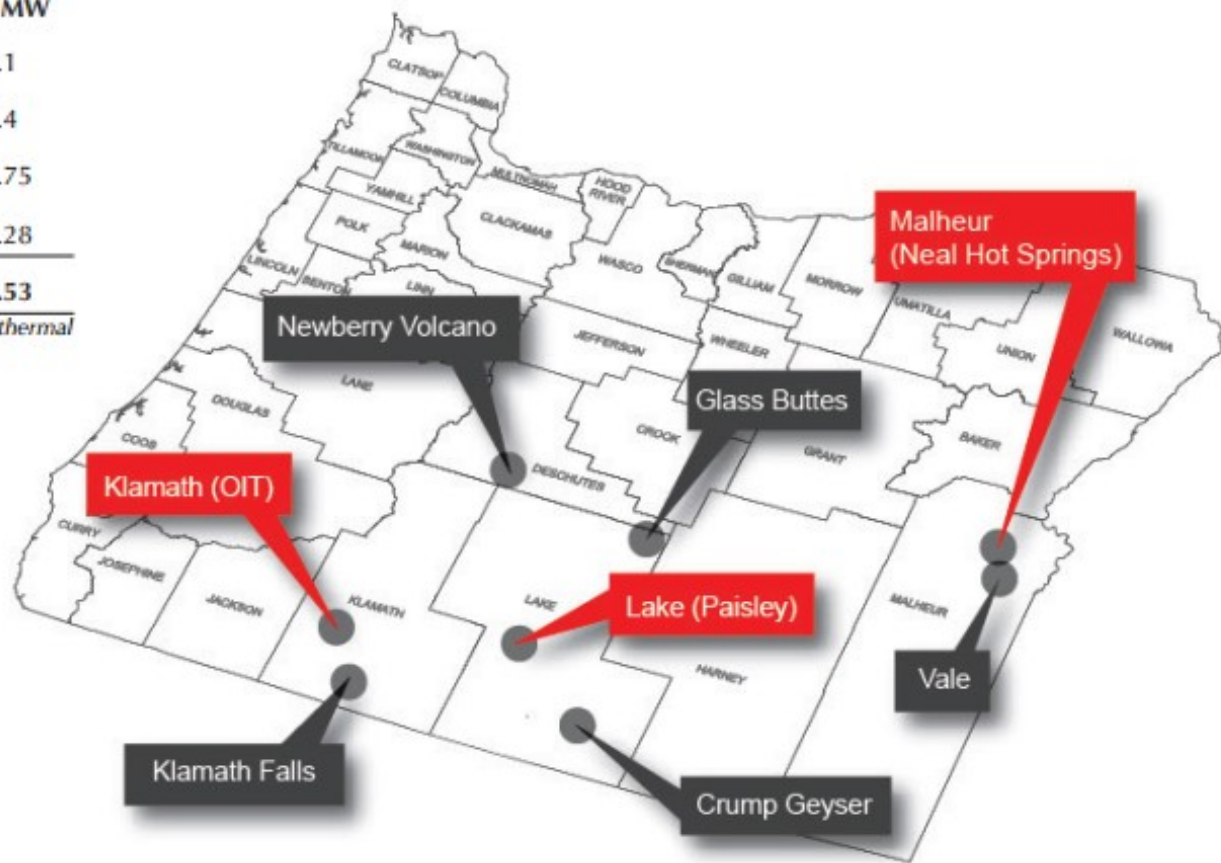 MW
.1
.4
.75
.28
.53
thermal
CLATSOP
COLUMBIA
TILLAMOOK
WASHINGTON
MULTNOMAH
HOOD
RIVER
YAMHILL
CLACKAMAS
POLK
MARION
WASCO
SHERMAN
GILLIAM
MORROW
UMATILLA
UNION
WALLOWA
LINCOLN
BENTON
LINN
JEFFERSON
WHEELER
BAKER
Malheur
(Neal Hot Springs)
Newberry Volcano
Glass Buttes
LANE
DOUGLAS
COOS
CROOK
GRANT
DESCHUTES
Klamath (OIT)
CURRY
JOSEPHINE
JACKSON
KLAMATH
LAKE
Lake (Paisley)
HARNEY
MALHEUR
Vale
Klamath Falls
Crump Geyser